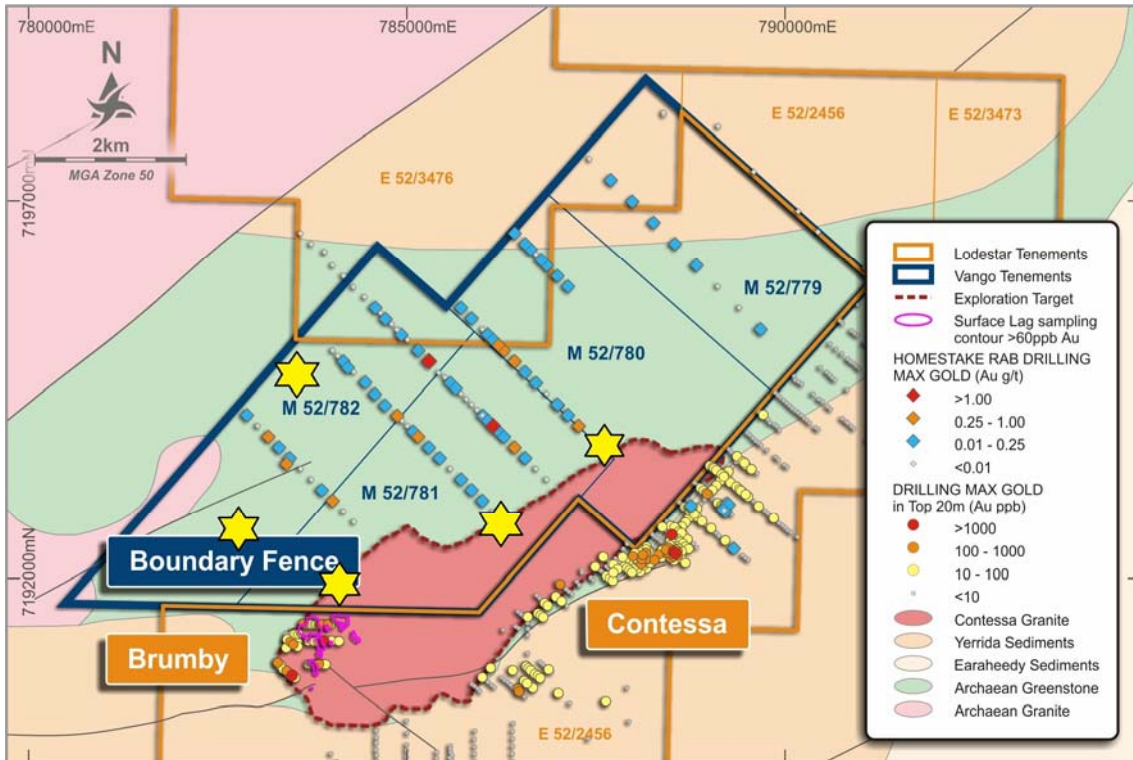 780000mE
785000mE
790000mE
N
2km
MGA Zone 50
7197000mN
7192000mN
E 52/3476
E 52/2456
E 52/3473
M 52/779
M 52/780
M 52/782
M 52/781
Boundary Fence
Brumby
Contessa
E 52/2456
Lodestar Tenements
Vango Tenements
Exploration Target
Surface Lag sampling
contour >60ppb Au
HOMESTAKE RAB DRILLING
MAX GOLD (Au g/t)
>1.00
0.25 - 1.00
0.01 - 0.25
<0.01
DRILLING MAX GOLD
in Top 20m (Au ppb)
>1000
100 - 1000
10 - 100
<10
Contessa Granite
Yerrida Sediments
Earaheedy Sediments
Archaean Greenstone
Archaean Granite